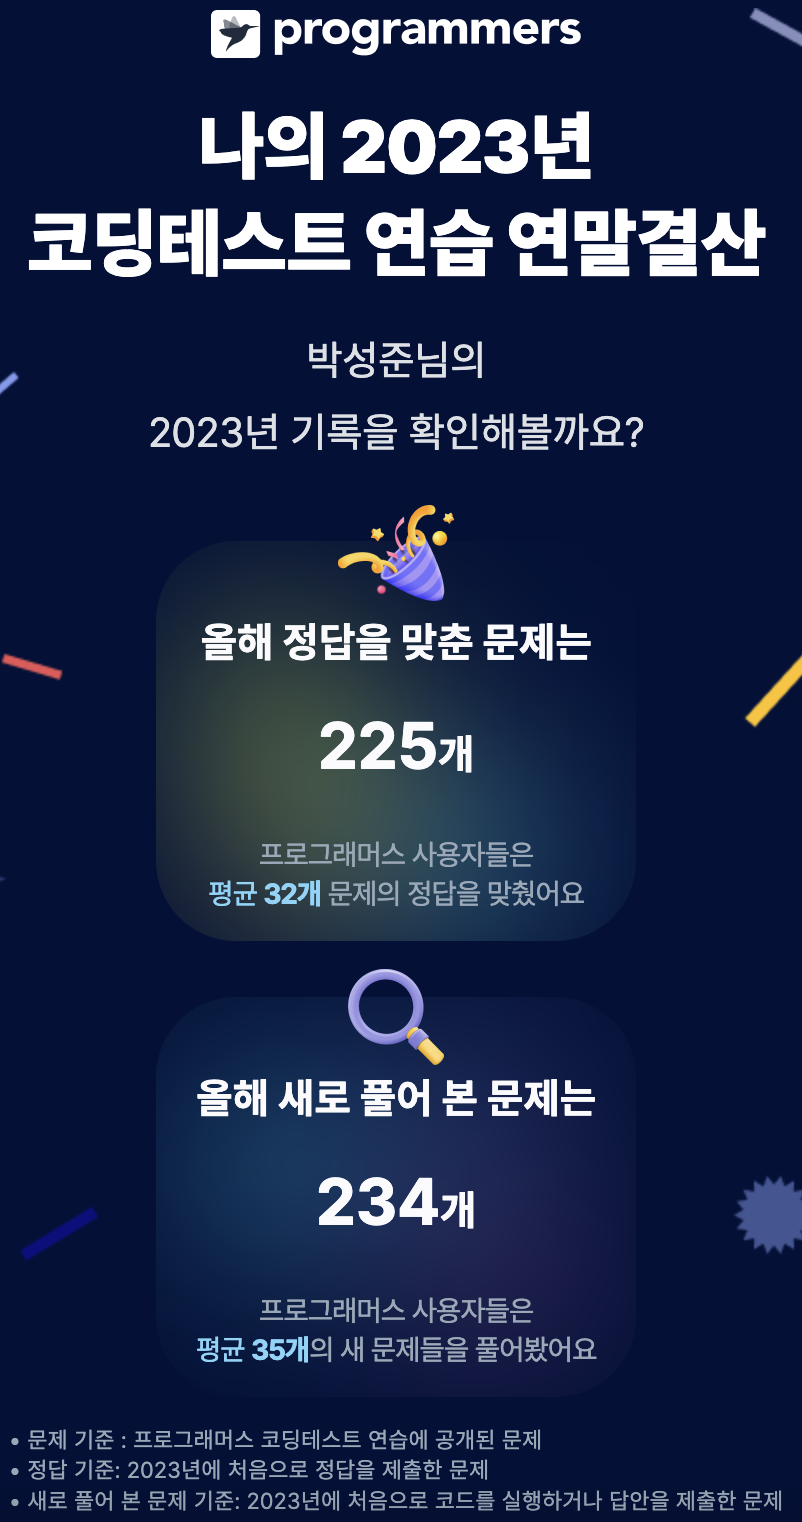 programmers
나의 2023년
코딩테스트 연습 연말결산
박성준님의
2023년 기록을 확인해볼까요?
올해 정답을 맞춘 문제는
225개
프로그래머스 사용자들은
평균 32개 문제의 정답을 맞췄어요
올해 새로 풀어 본 문제는
234개
프로그래머스 사용자들은
평균 35개의 새 문제들을 풀어봤어요
• 문제 기준 : 프로그래머스 코딩테스트 연습에 공개된 문제
• 정답 기준: 2023년에 처음으로 정답을 제출한 문제
• 새로 풀어 본 문제 기준: 2023년에 처음으로 코드를 실행하거나 답안을 제출한 문제